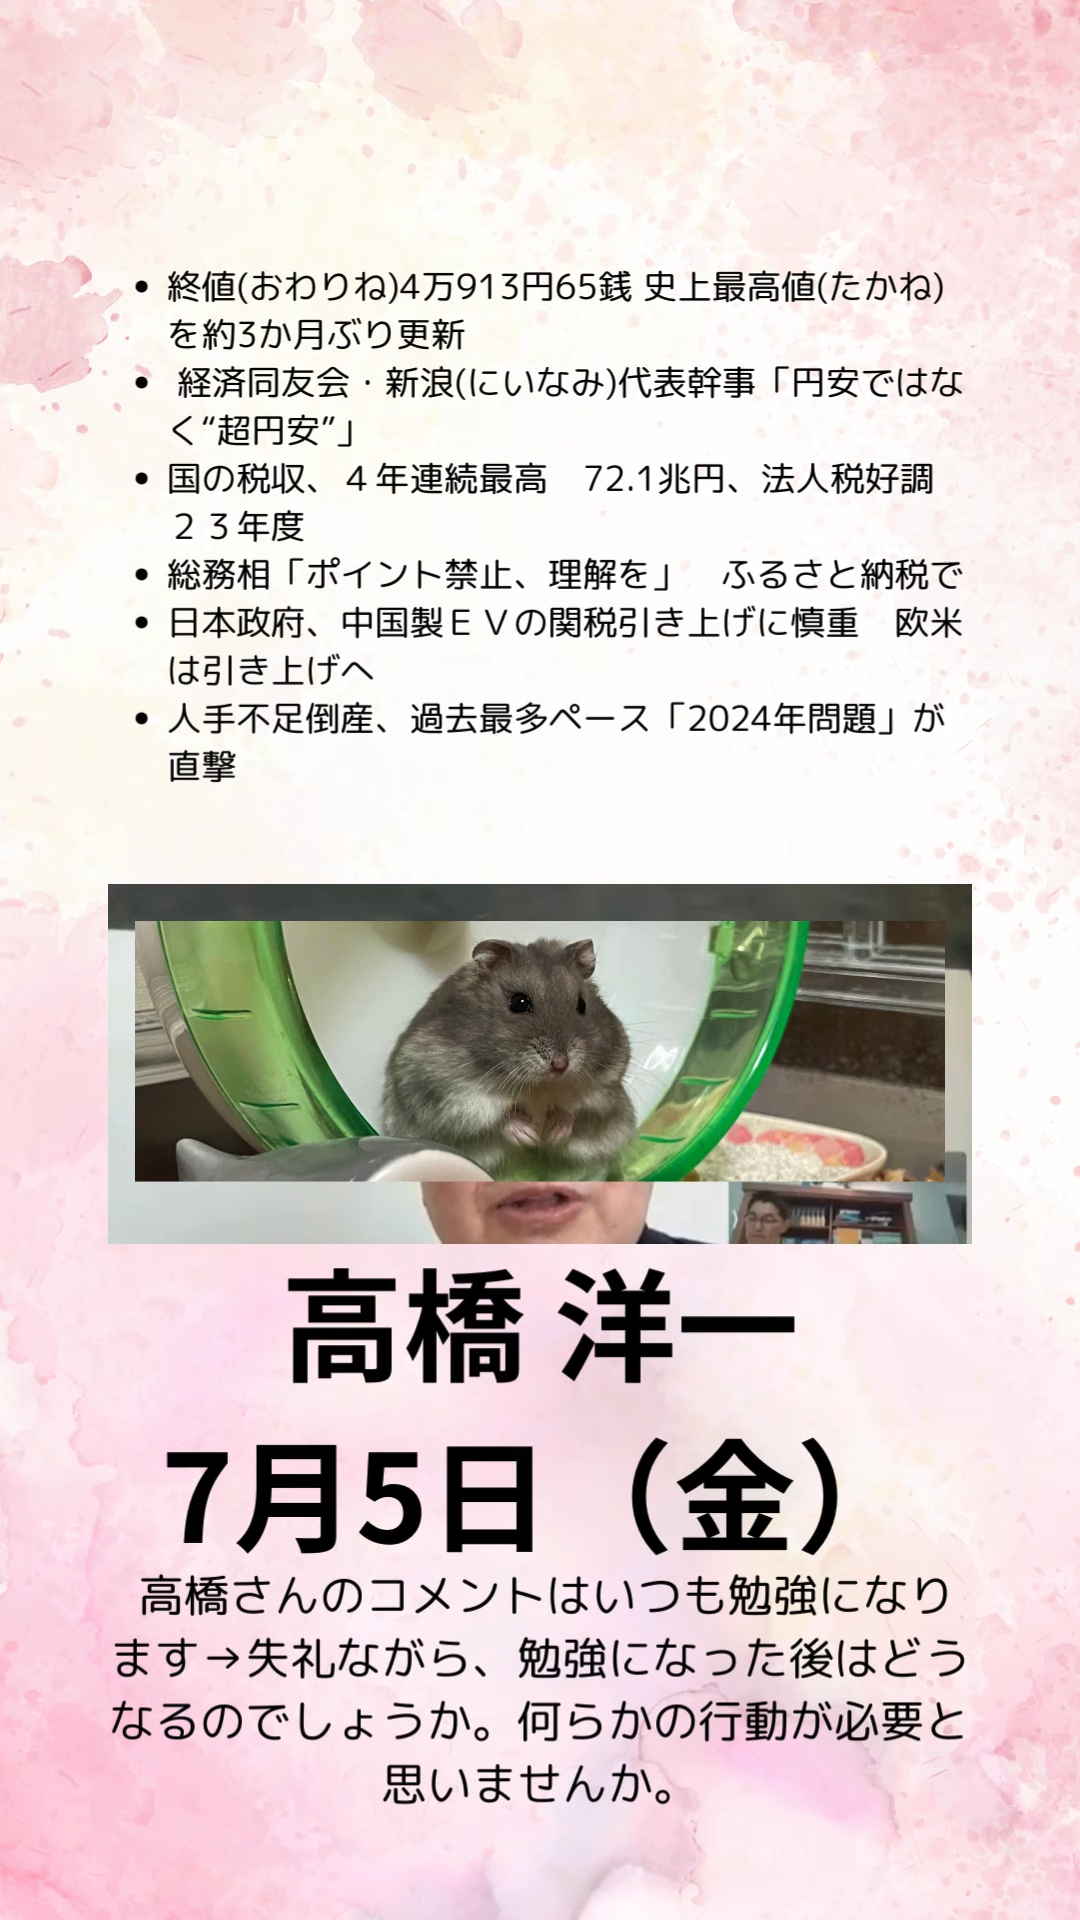 • 終値(おわりね)4万913円65銭 史上最高値(たかね)
を約3か月ぶり更新
• 経済同友会・新浪(にいなみ)代表幹事「円安ではな
く“超円安”」
• 国の税収、４年連続最高　72.1兆円、法人税好調
２３年度
• 総務相「ポイント禁止、理解を」　ふるさと納税で
• 日本政府、中国製ＥＶの関税引き上げに慎重　欧米
は引き上げへ
• 人手不足倒産、過去最多ペース「2024年問題」が
直撃
高橋 洋一
7月5日（金）
高橋さんのコメントはいつも勉強になり
ます→失礼ながら、勉強になった後はどう
なるのでしょうか。何らかの行動が必要と
思いませんか。